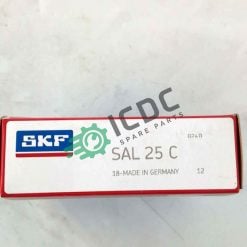 ICDC
SPARE PARTS
SKF
SAL 25 C
18-MADE IN GERMANY 12